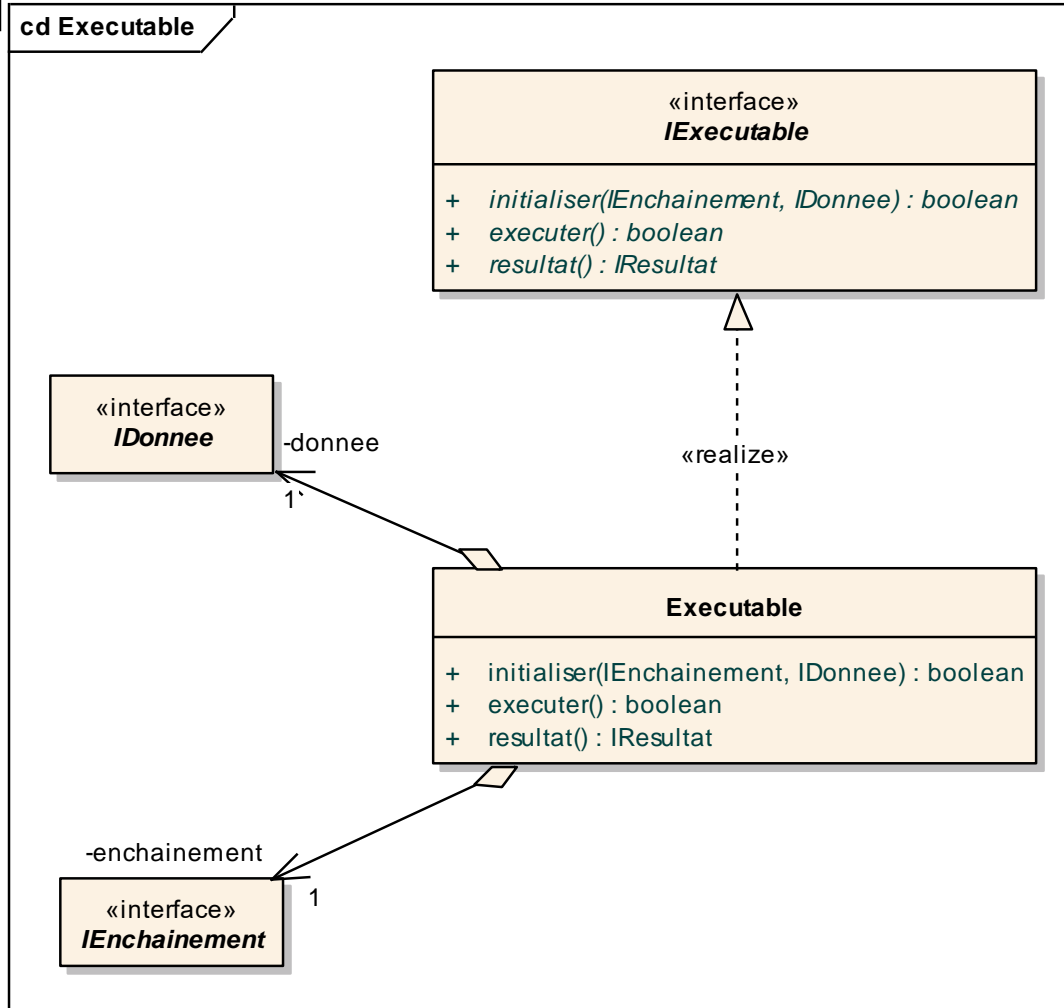 cd Executable
«interface»
IExecutable
+ initialiser(IEnchainement, IDonnee) : boolean
+ executer() : boolean
+ resultat() : IResultat
«interface»
IDonnee
-donnee
1`
«realize»
Executable
+ initialiser(IEnchainement, IDonnee) : boolean
+ executer() : boolean
+ resultat() : IResultat
-enchainement
1
«interface»
IEnchainement